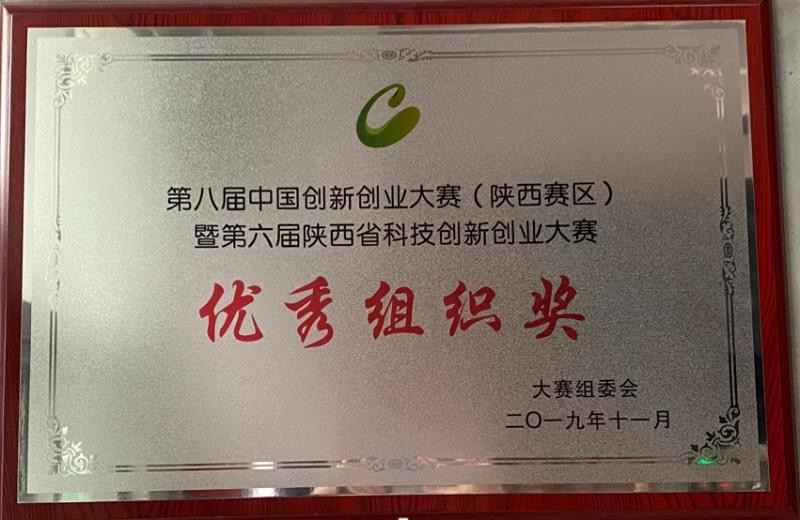 第八届中国创新创业大赛（陕西赛区）
暨第六届陕西省科技创新创业大赛
优秀组织奖
大赛组委会
二〇一九年十一月